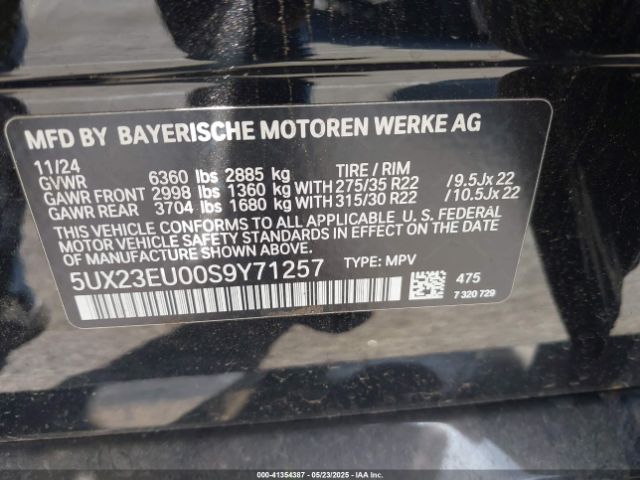 MFD BY BAYERISCHE MOTOREN WERKE AG
11/24 TIRE / RIM
GVWR 6360 lbs 2885 kg
GAWR FRONT 2998 lbs 1360 kg WITH 275/35 R22 /9.5Jx22
GAWR REAR 3704 lbs 1680 kg WITH 315/30 R22 /10.5Jx22
THIS VEHICLE CONFORMS TO ALL APPLICABLE U. S. FEDERAL
MOTOR VEHICLE SAFETY STANDARDS IN EFFECT ON THE DATE
OF MANUFACTURE SHOWN ABOVE.
5UX23EU00S9Y71257 TYPE: MPV
475
7 320 729
000-41354387 - 05/23/2025 - IAAI.COM